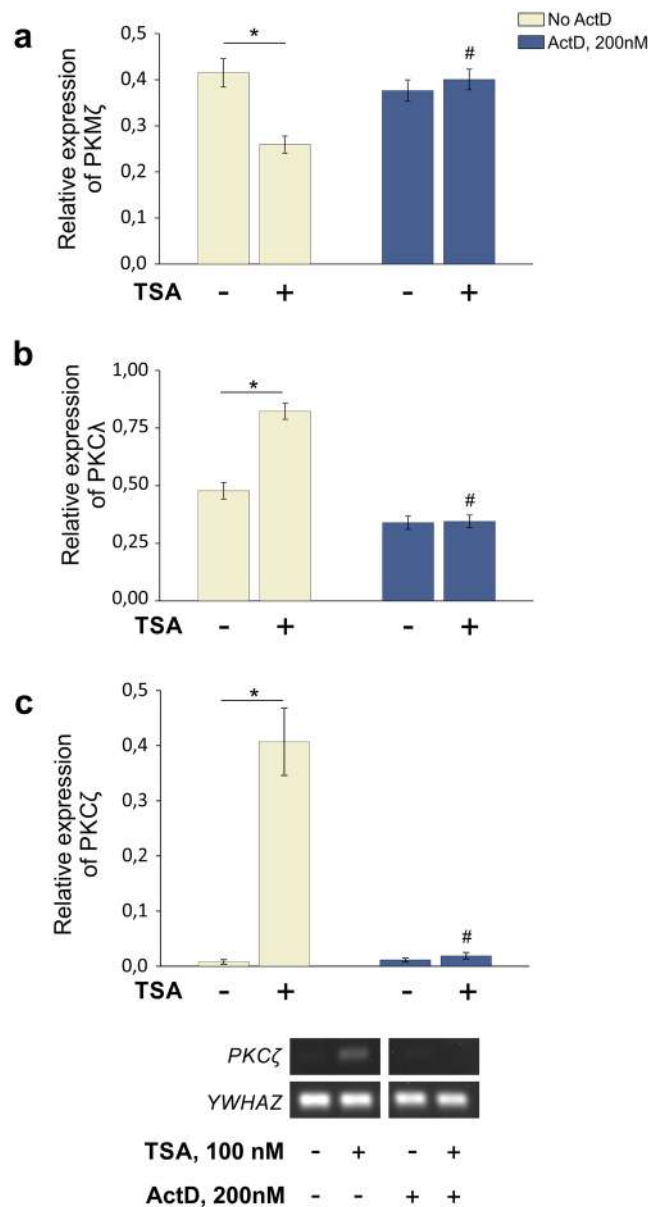 No ActD
ActD, 200nM
a
Relative expression
of PKMζ
0,5
0,4
0,3
0,2
0,1
0,0
*
#
TSA - + - +
b
Relative expression
of PKCλ
1,00
0,75
0,50
0,25
0,00
*
#
TSA - + - +
c
Relative expression
of PKCζ
0,5
0,4
0,3
0,2
0,1
0,0
*
#
TSA - + - +
PKCζ
YWHAZ
TSA, 100 nM - + - +
ActD, 200nM - - + +